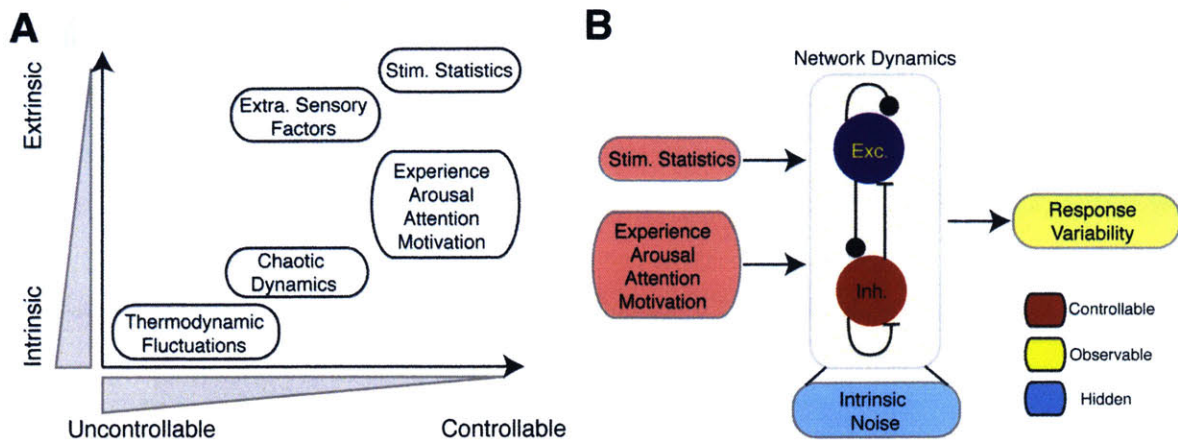 A
Extrinsic
Intrinsic
Stim. Statistics
Extra. Sensory
Factors
Experience
Arousal
Attention
Motivation
Chaotic
Dynamics
Thermodynamic
Fluctuations
Uncontrollable
Controllable
B
Network Dynamics
Stim. Statistics
Experience
Arousal
Attention
Motivation
Exc.
Inh.
Intrinsic
Noise
Response
Variability
Controllable
Observable
Hidden